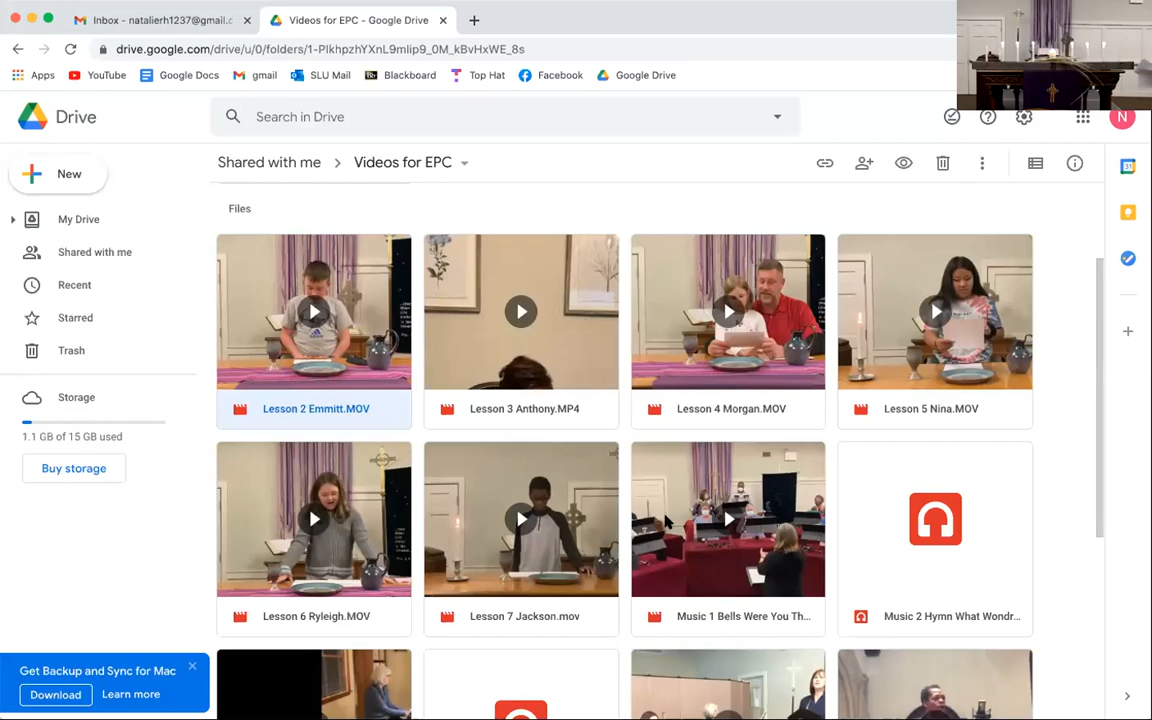 Inbox - natalierh1237@gmail.c
Videos for EPC - Google Drive
drive.google.com/drive/u/0/folders/1-PIkhpzhYXnL9mlip9_0M_kBvHxWE_8s
Apps YouTube Google Docs gmail SLU Mail Blackboard Top Hat Facebook Google Drive
Drive
Search in Drive
N
New
Shared with me > Videos for EPC
My Drive
Shared with me
Recent
Starred
Trash
Storage
1.1 GB of 15 GB used
Buy storage
Files
Lesson 2 Emmitt.MOV
Lesson 3 Anthony.MP4
Lesson 4 Morgan.MOV
Lesson 5 Nina.MOV
Lesson 6 Ryleigh.MOV
Lesson 7 Jackson.mov
Music 1 Bells Were You Th...
Music 2 Hymn What Wondr...
Get Backup and Sync for Mac
Download Learn more
31